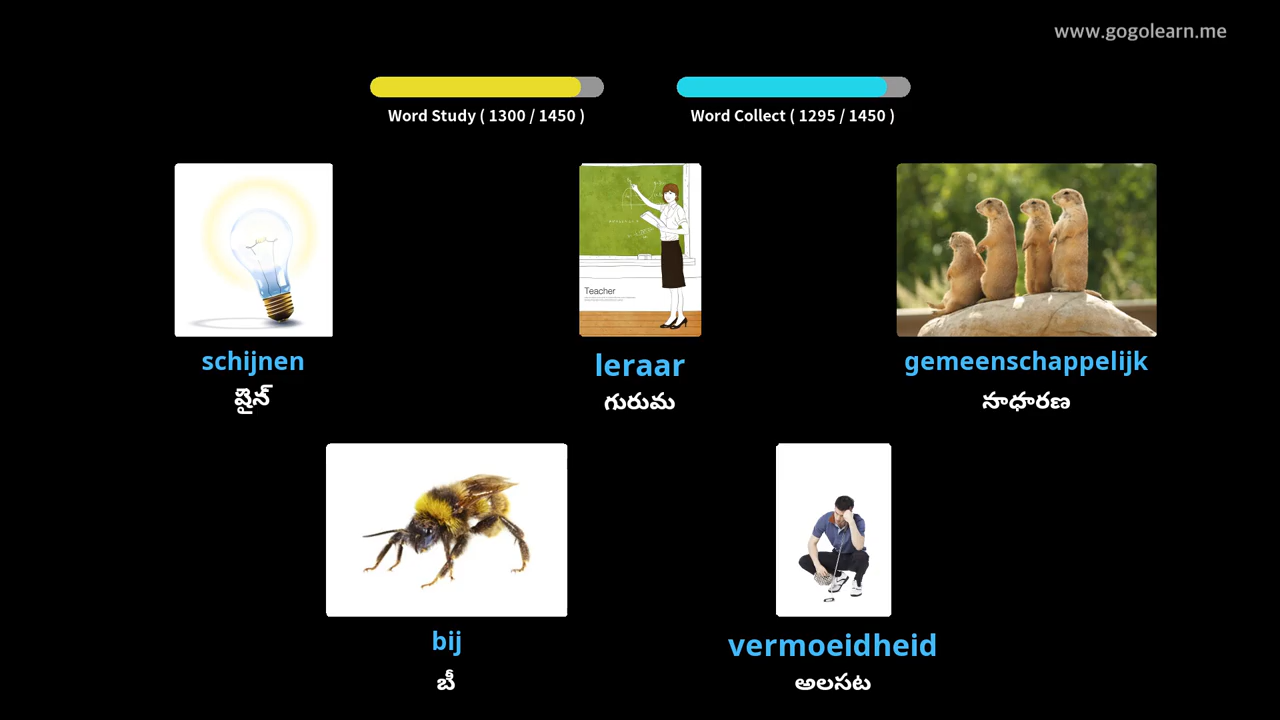 www.gogolearn.me
Word Study ( 1300 / 1450 )
Word Collect ( 1295 / 1450 )
Teacher
schijnen
leraar
gemeenschappelijk
షైన్
గురుమ
సాధారణ
bij
vermoeidheid
బీ
అలసట